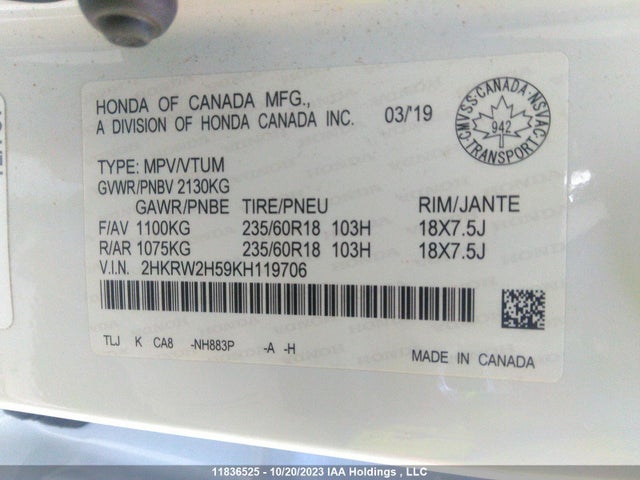 HONDA OF CANADA MFG.,
A DIVISION OF HONDA CANADA INC. 03/'19
CMVSS·CANADA·NSVAC
942
TRANSPORT
TYPE: MPV/VTUM
GVWR/PNBV 2130KG
GAWR/PNBE TIRE/PNEU RIM/JANTE
F/AV 1100KG 235/60R18 103H 18X7.5J
R/AR 1075KG 235/60R18 103H 18X7.5J
V.I.N. 2HKRW2H59KH119706
TLJ K CA8 -NH883P -A -H
MADE IN CANADA
11836525 - 10/20/2023 IAA Holdings , LLC